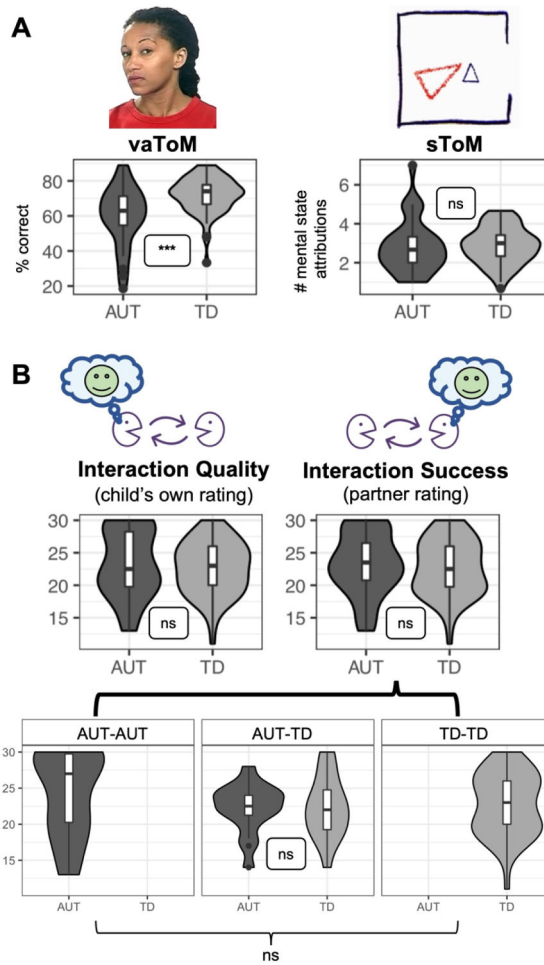 A
vaToM
sToM
% correct
80
60
40
20
***
AUT
TD
# mental state
attributions
6
4
2
ns
AUT
TD
B
Interaction Quality
(child's own rating)
Interaction Success
(partner rating)
30
25
20
15
ns
AUT
TD
30
25
20
15
ns
AUT
TD
AUT-AUT
AUT-TD
TD-TD
30
25
20
15
ns
AUT
TD
AUT
TD
AUT
TD
ns